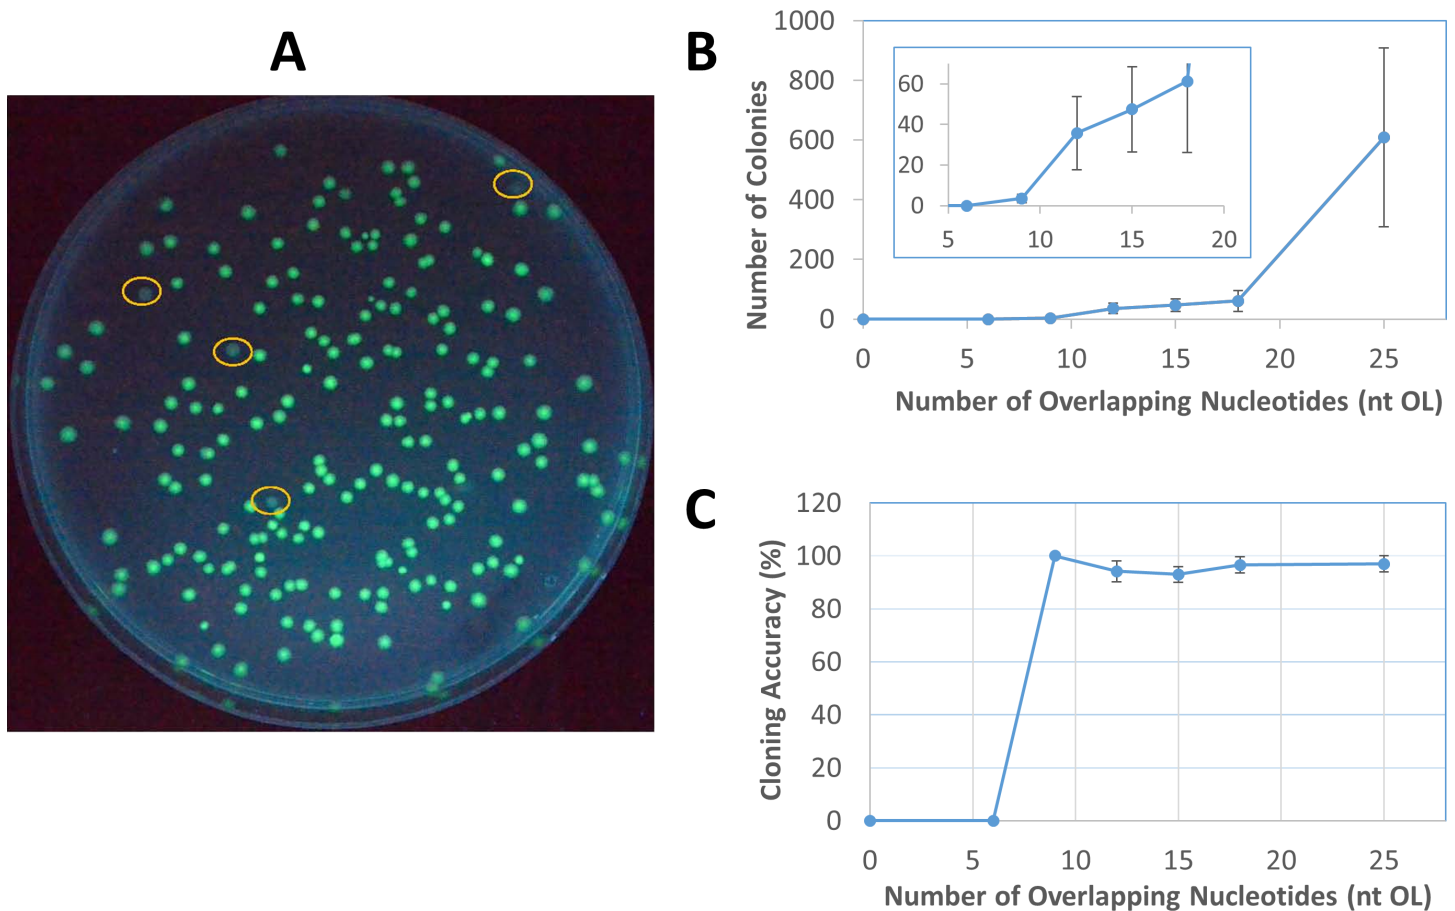 A
B
1000
800
600
400
200
0
Number of Colonies
60
40
20
0
5 10 15 20
0 5 10 15 20 25
Number of Overlapping Nucleotides (nt OL)
C
120
100
80
60
40
20
0
Cloning Accuracy (%)
0 5 10 15 20 25
Number of Overlapping Nucleotides (nt OL)